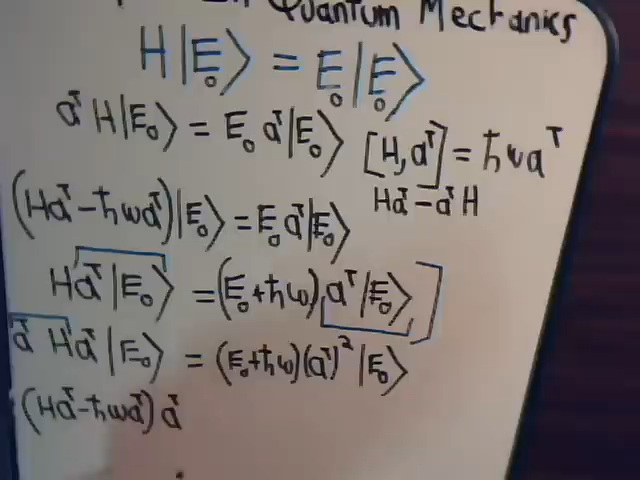 Quantum Mechanics
H|E₀⟩ = E₀|E₀⟩
a† H|E₀⟩ = E₀ a†|E₀⟩ [H, a†] = ħωa†
Ha† - a†H
(Ha† - ħωa†)|E₀⟩ = E₀a†|E₀⟩
Ha†|E₀⟩ = (E₀+ħω) a†|E₀⟩
a† Ha†|E₀⟩ = (E₀+ħω)(a†)²|E₀⟩
(Ha† - ħωa†) a†